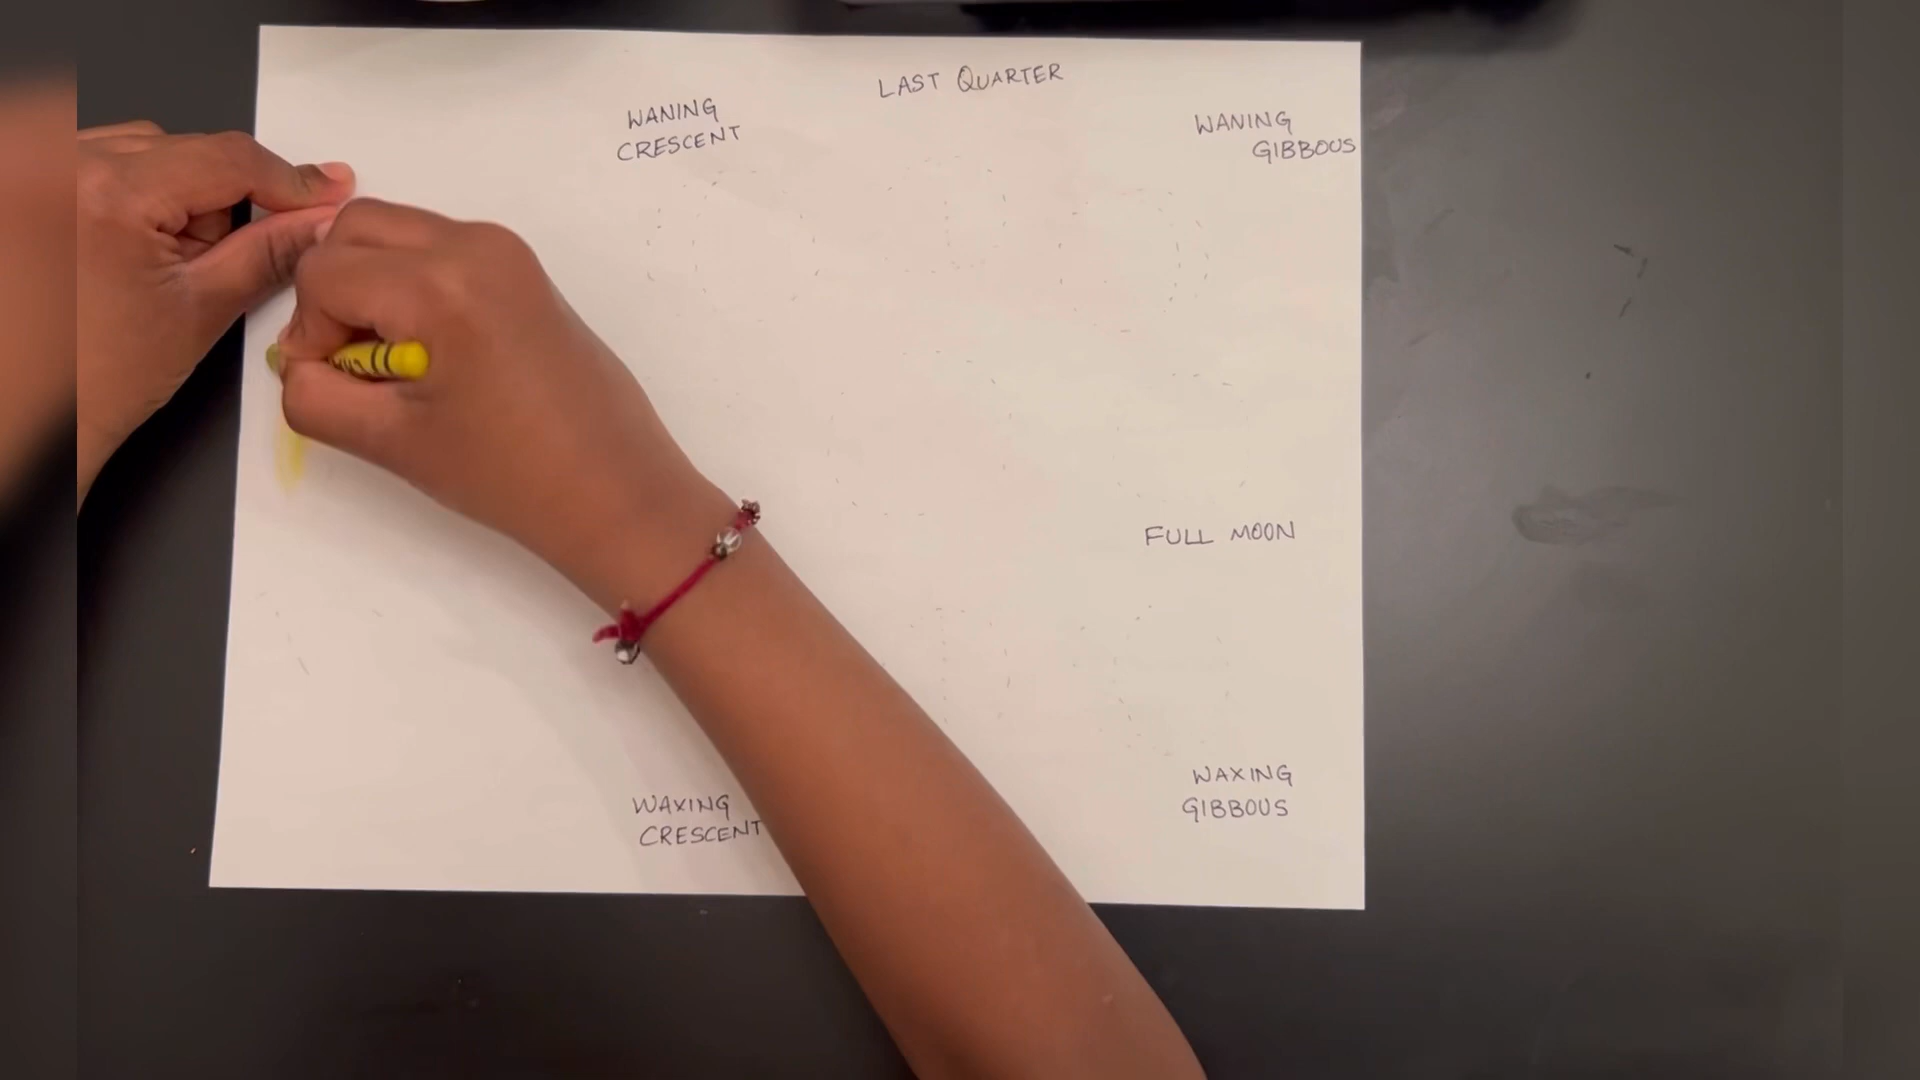 LAST QUARTER
WANING
CRESCENT
WANING
GIBBOUS
FULL MOON
WAXING
GIBBOUS
WAXING
CRESCENT